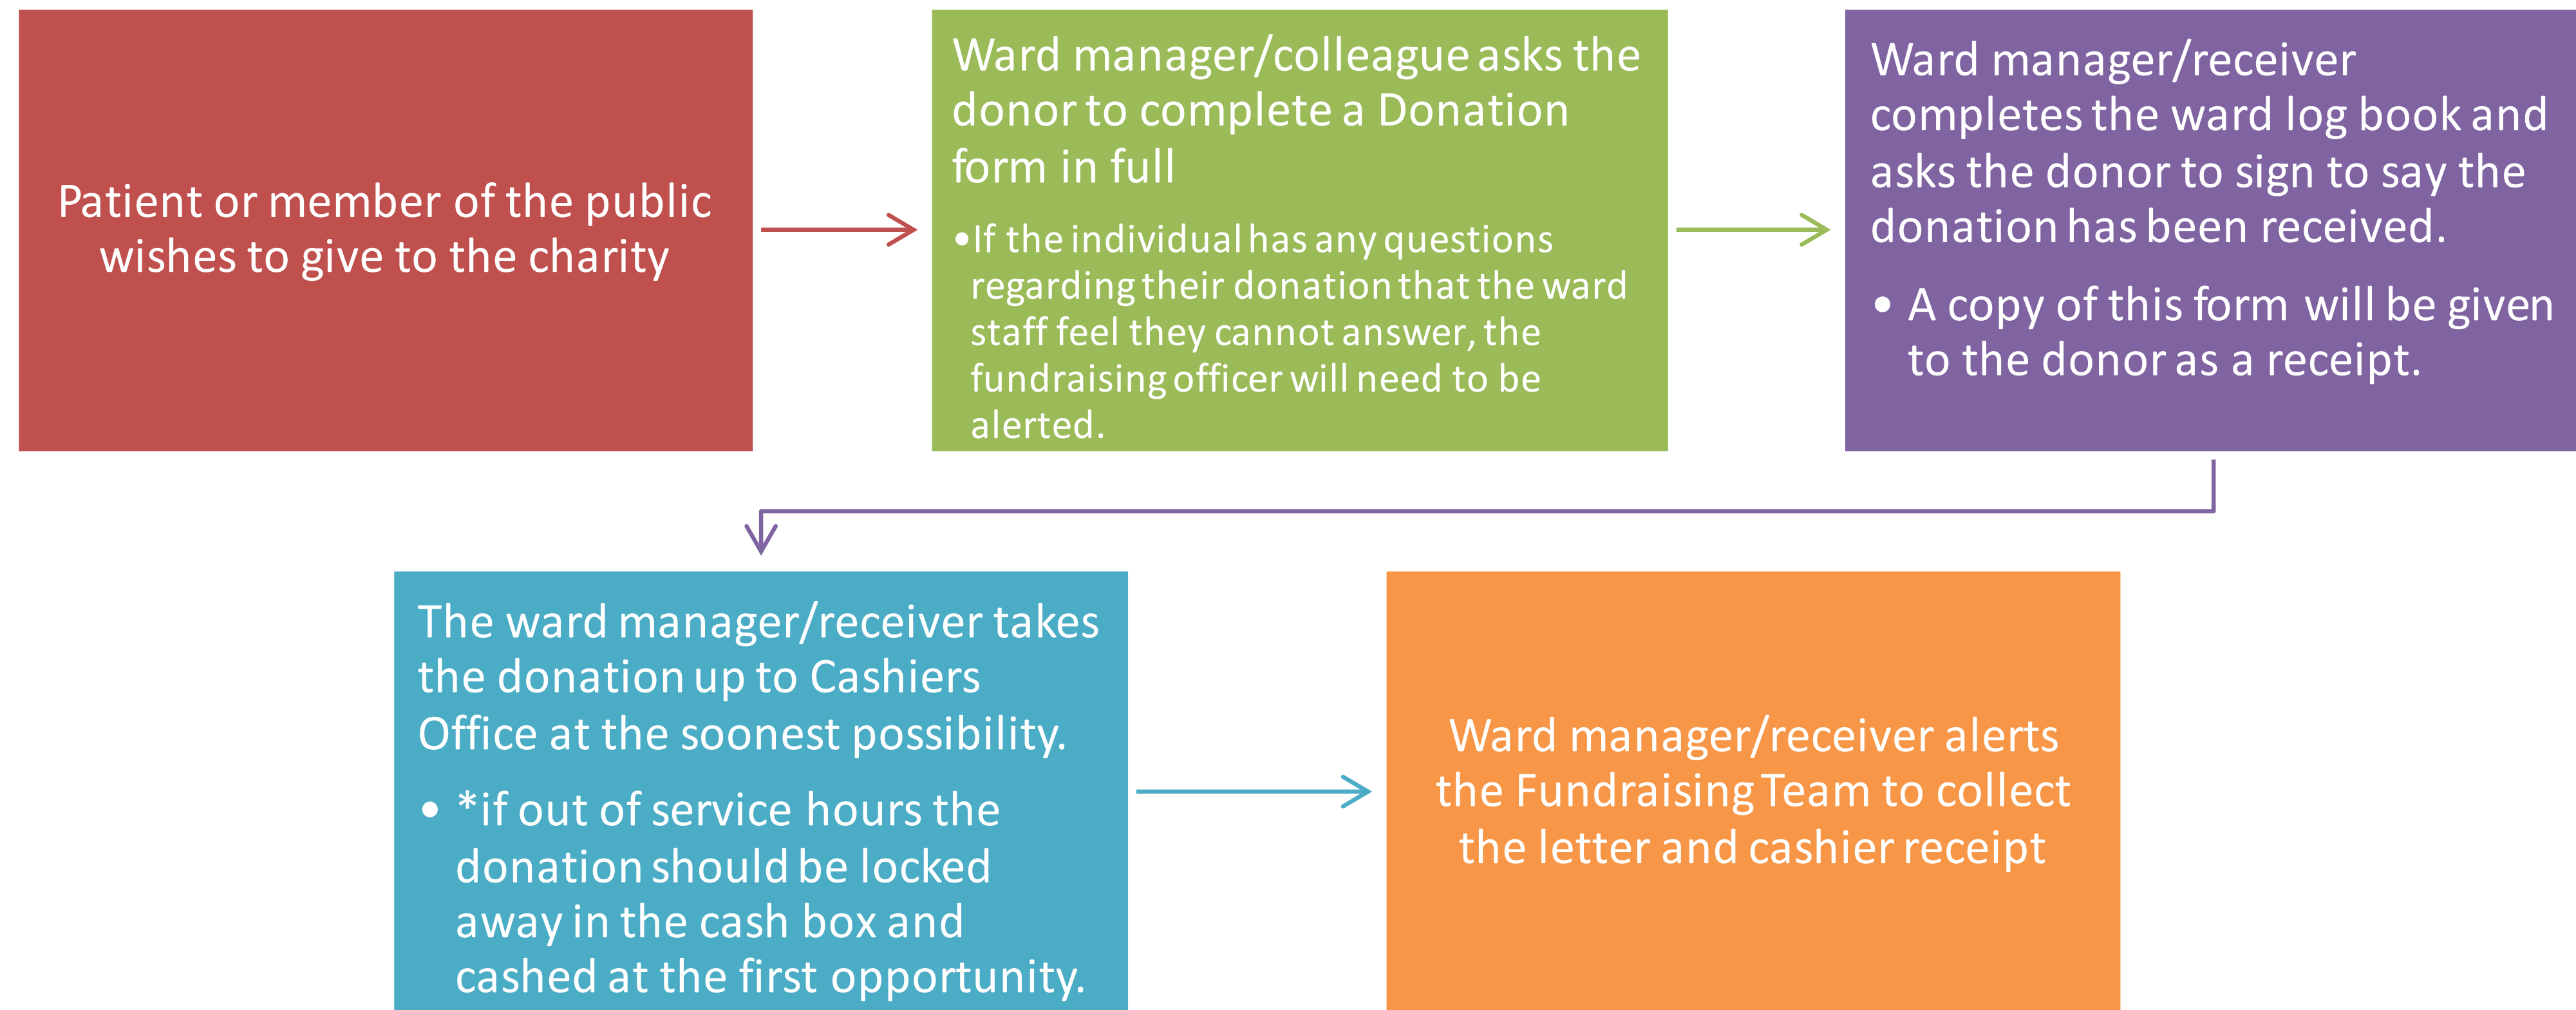 Patient or member of the public
wishes to give to the charity
Ward manager/colleague asks the
donor to complete a Donation
form in full
•If the individual has any questions
regarding their donation that the ward
staff feel they cannot answer, the
fundraising officer will need to be
alerted.
Ward manager/receiver
completes the ward log book and
asks the donor to sign to say the
donation has been received.
• A copy of this form will be given
to the donor as a receipt.
The ward manager/receiver takes
the donation up to Cashiers
Office at the soonest possibility.
• *if out of service hours the
donation should be locked
away in the cash box and
cashed at the first opportunity.
Ward manager/receiver alerts
the Fundraising Team to collect
the letter and cashier receipt